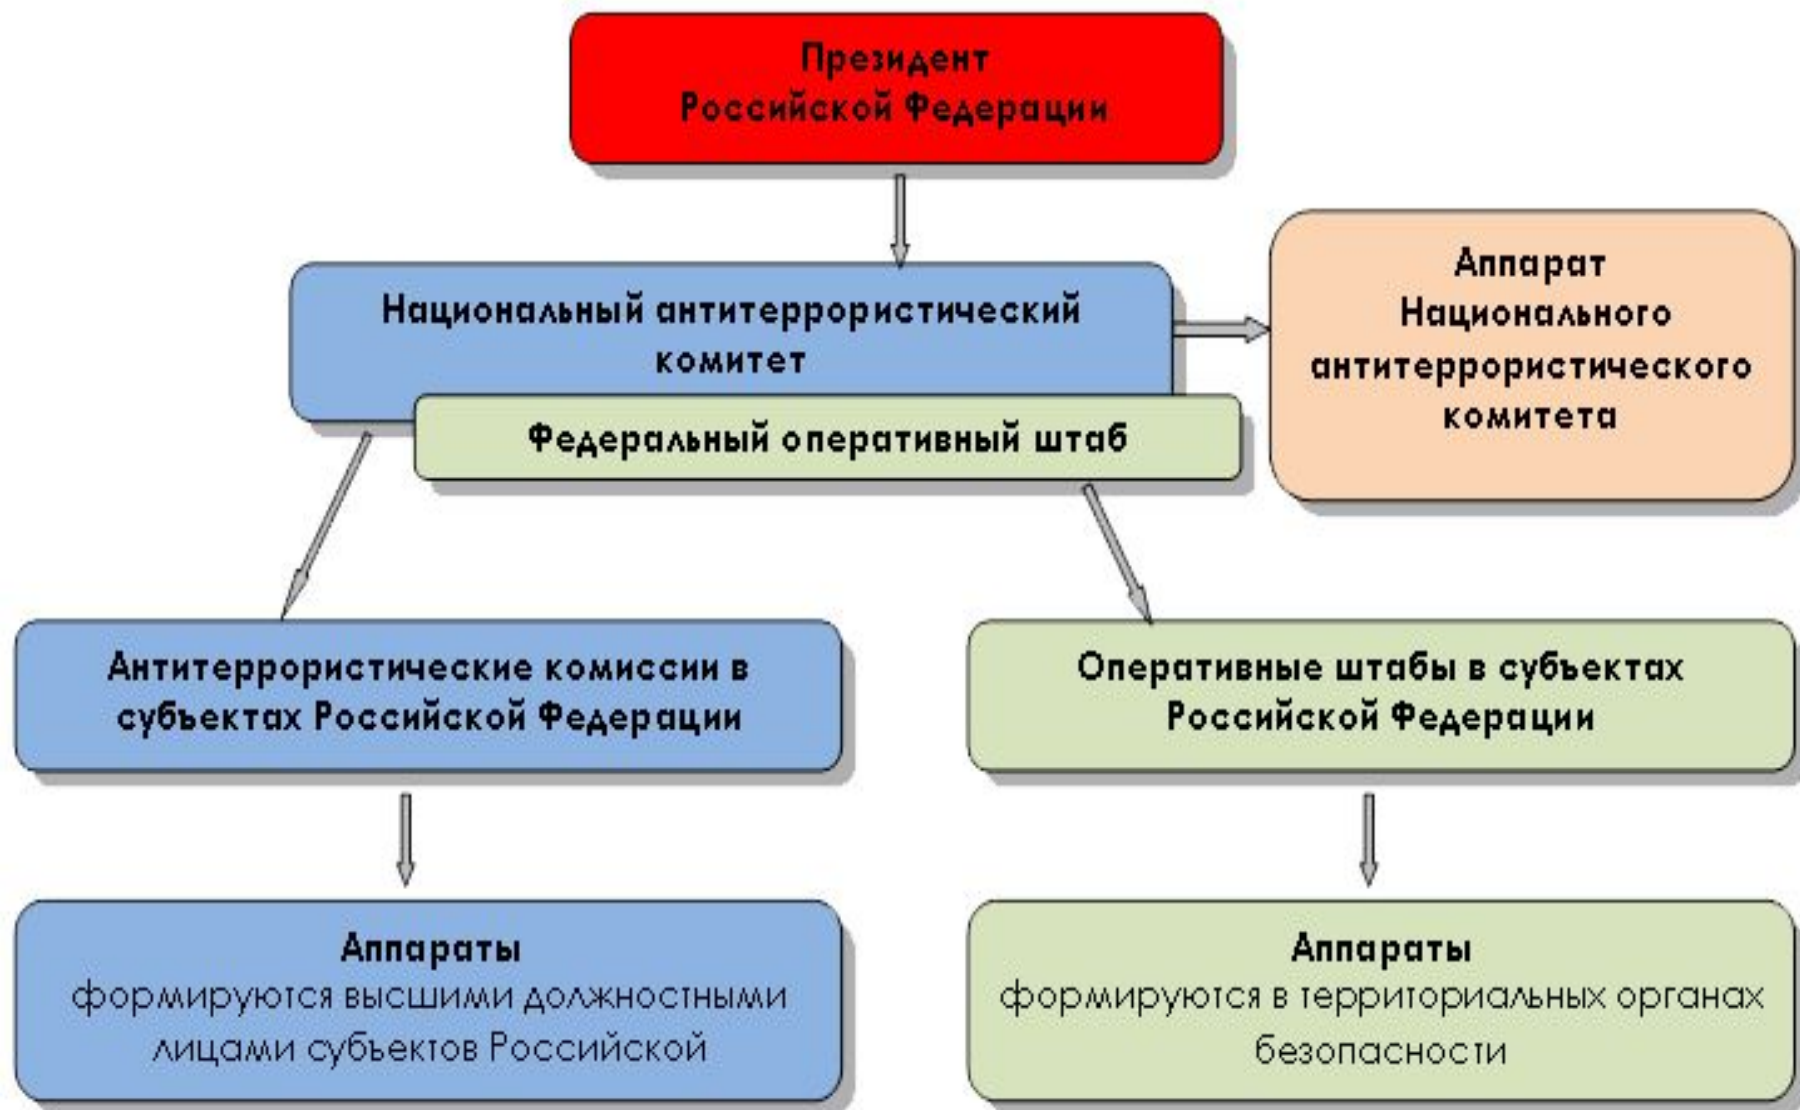 Президент
Российской Федерации
Национальный антитеррористический
комитет
Федеральный оперативный штаб
Аппарат
Национального
антитеррористического
комитета
Антитеррористические комиссии в
субъектах Российской Федерации
Оперативные штабы в субъектах
Российской Федерации
Аппараты
формируются высшими должностными
лицами субъектов Российской
Аппараты
формируются в территориальных органах
безопасности